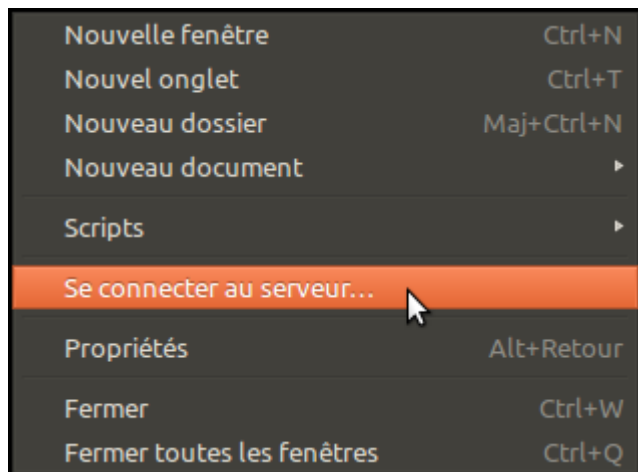 Nouvelle fenêtre Ctrl+N
Nouvel onglet Ctrl+T
Nouveau dossier Maj+Ctrl+N
Nouveau document
Scripts
Se connecter au serveur...
Propriétés Alt+Retour
Fermer Ctrl+W
Fermer toutes les fenêtres Ctrl+Q